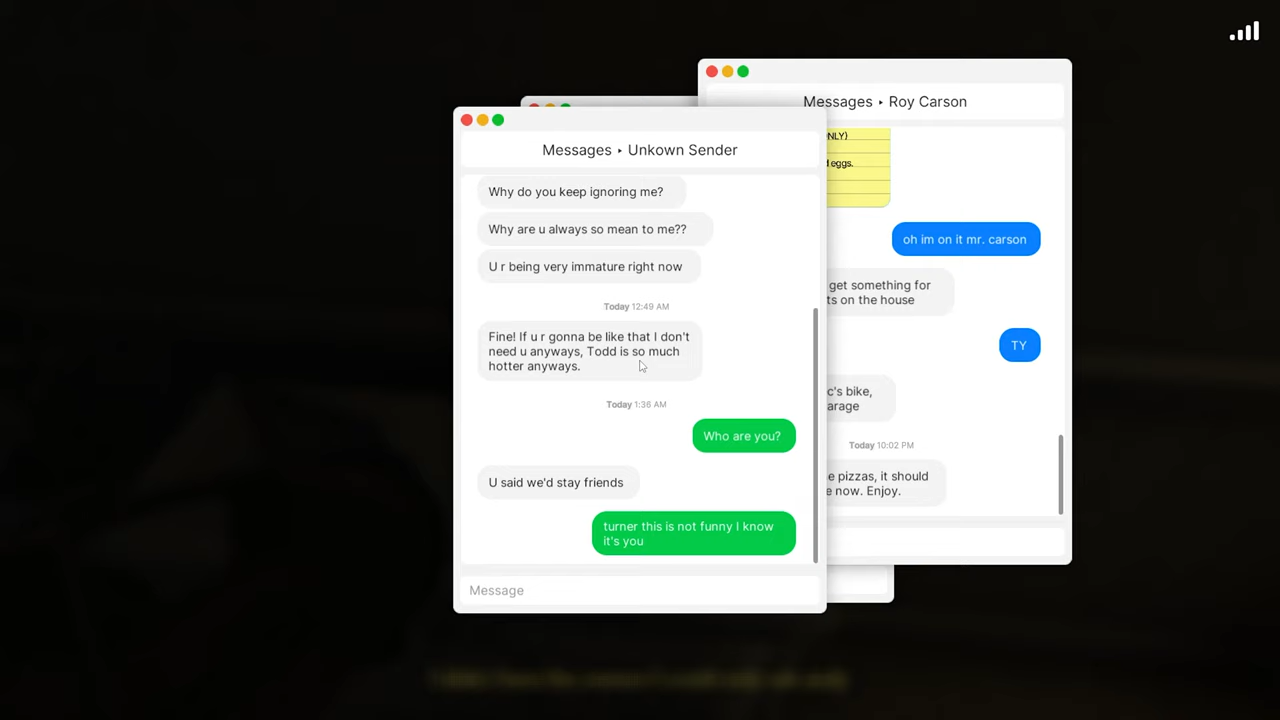 Messages ‣ Unkown Sender
Why do you keep ignoring me?
Why are u always so mean to me??
U r being very immature right now
Today 12:49 AM
Fine! If u r gonna be like that I don't
need u anyways, Todd is so much
hotter anyways.
Today 1:36 AM
Who are you?
U said we'd stay friends
turner this is not funny I know
it's you
Message
Messages ‣ Roy Carson
NLY)
eggs.
oh im on it mr. carson
get something for
ts on the house
TY
c's bike,
arage
Today 10:02 PM
e pizzas, it should
e now. Enjoy.